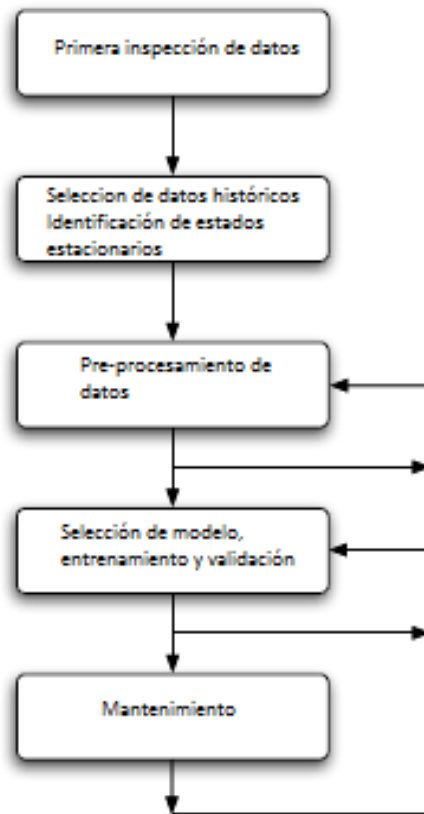 Primera inspección de datos
Seleccion de datos históricos
Identificación de estados
estacionarios
Pre-procesamiento de
datos
Selección de modelo,
entrenamiento y validación
Mantenimiento